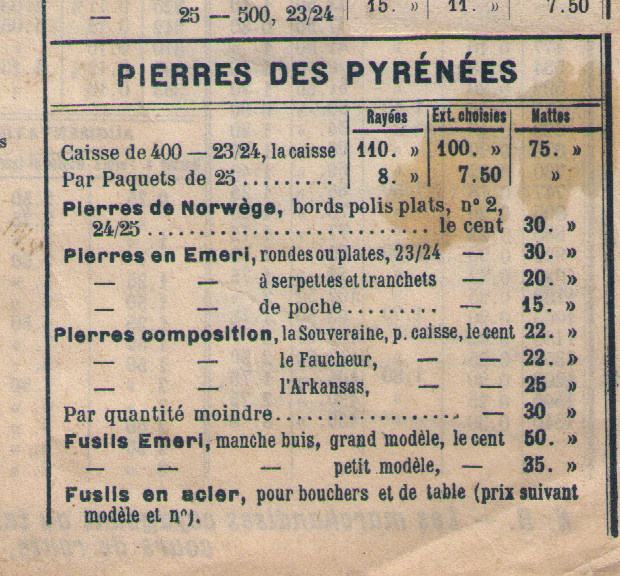 — 25 — 500, 23/24 15. » 11. » 7.50
PIERRES DES PYRÉNÉES
Rayées Ext. choisies Nattes
Caisse de 400 — 23/24, la caisse 110. » 100. » 75. »
Par Paquets de 25 ......... 8. » 7.50 »
Pierres de Norwège, bords polis plats, n° 2,
24/25 ........................... le cent 30. »
Pierres en Emeri, rondes ou plates, 23/24 — 30. »
— — à serpettes et tranchets — 20. »
— — de poche ......... — 15. »
Pierres composition, la Souveraine, p. caisse, le cent 22. »
— — le Faucheur, — — 22. »
— — l'Arkansas, — — 25 »
Par quantité moindre.................. — 30 »
Fusils Emeri, manche buis, grand modèle, le cent 50. »
— — — petit modèle, — 35. »
Fusils en acier, pour bouchers et de table (prix suivant
modèle et n°).